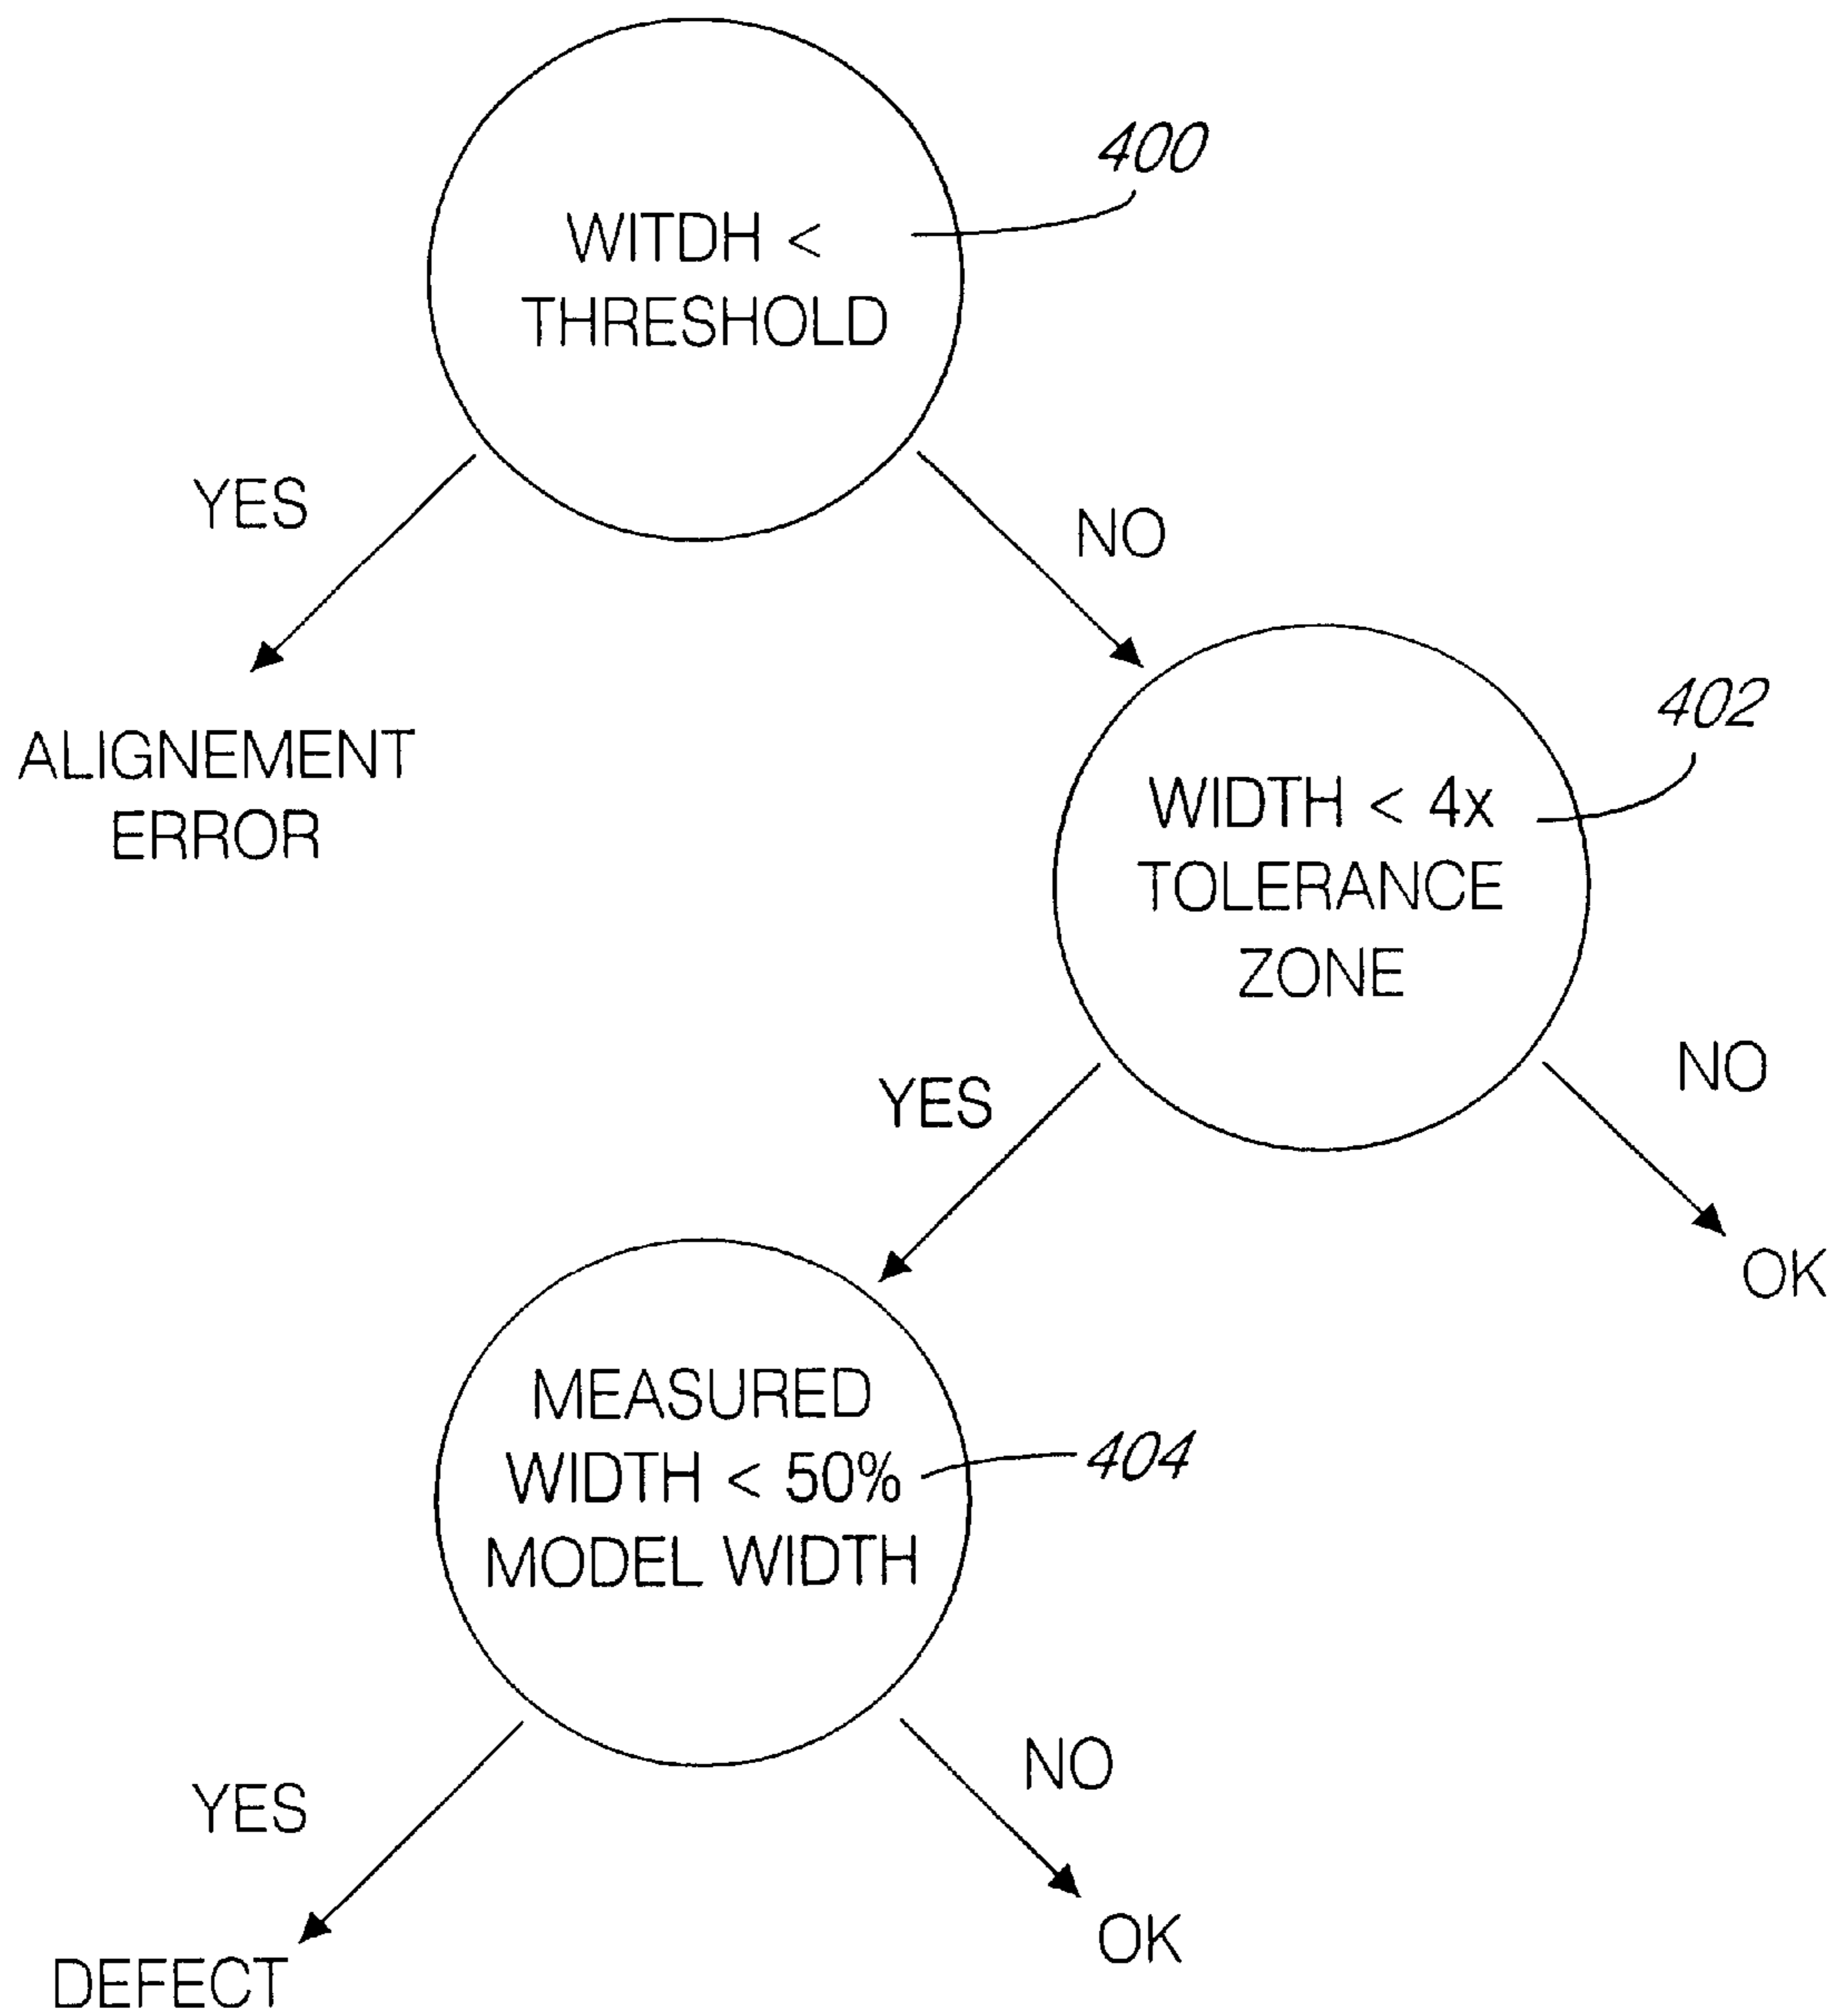 400
WITDH <
THRESHOLD
YES
NO
ALIGNEMENT
ERROR
402
WIDTH < 4x
TOLERANCE
ZONE
YES
NO
OK
MEASURED
WIDTH < 50%
MODEL WIDTH
404
YES
NO
DEFECT
OK